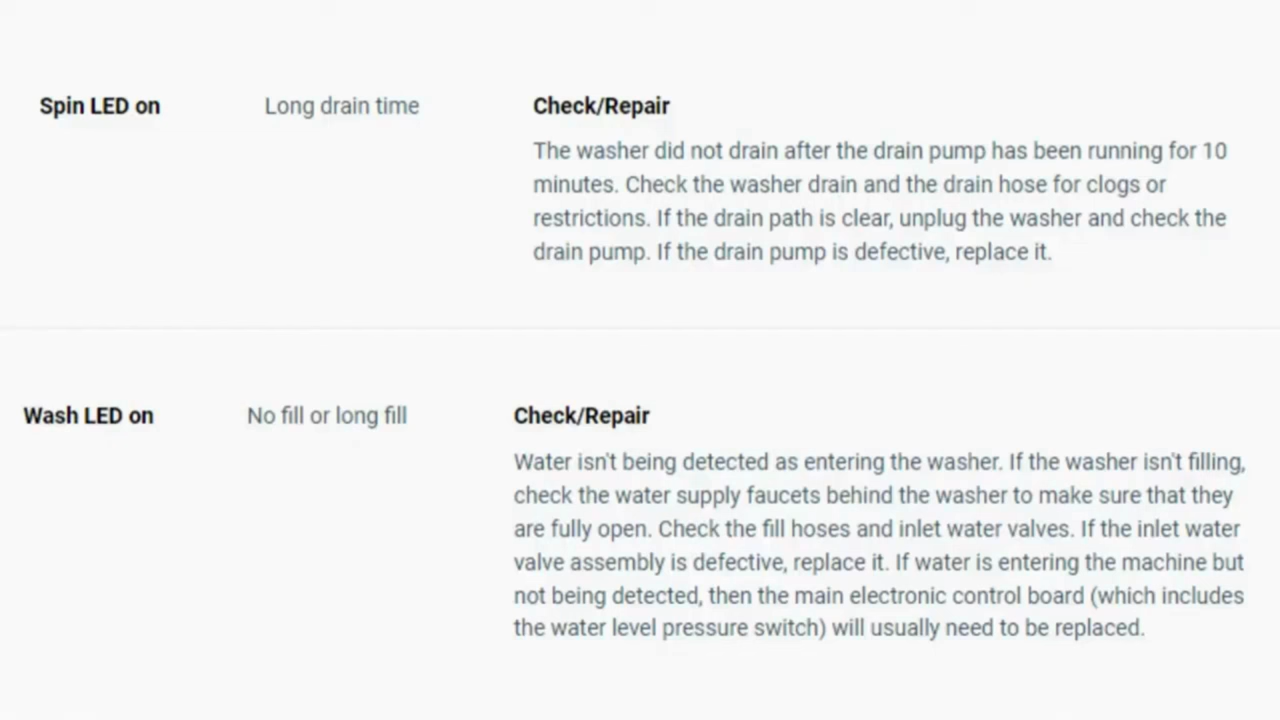 Spin LED on Long drain time Check/Repair
The washer did not drain after the drain pump has been running for 10
minutes. Check the washer drain and the drain hose for clogs or
restrictions. If the drain path is clear, unplug the washer and check the
drain pump. If the drain pump is defective, replace it.
Wash LED on No fill or long fill Check/Repair
Water isn't being detected as entering the washer. If the washer isn't filling,
check the water supply faucets behind the washer to make sure that they
are fully open. Check the fill hoses and inlet water valves. If the inlet water
valve assembly is defective, replace it. If water is entering the machine but
not being detected, then the main electronic control board (which includes
the water level pressure switch) will usually need to be replaced.